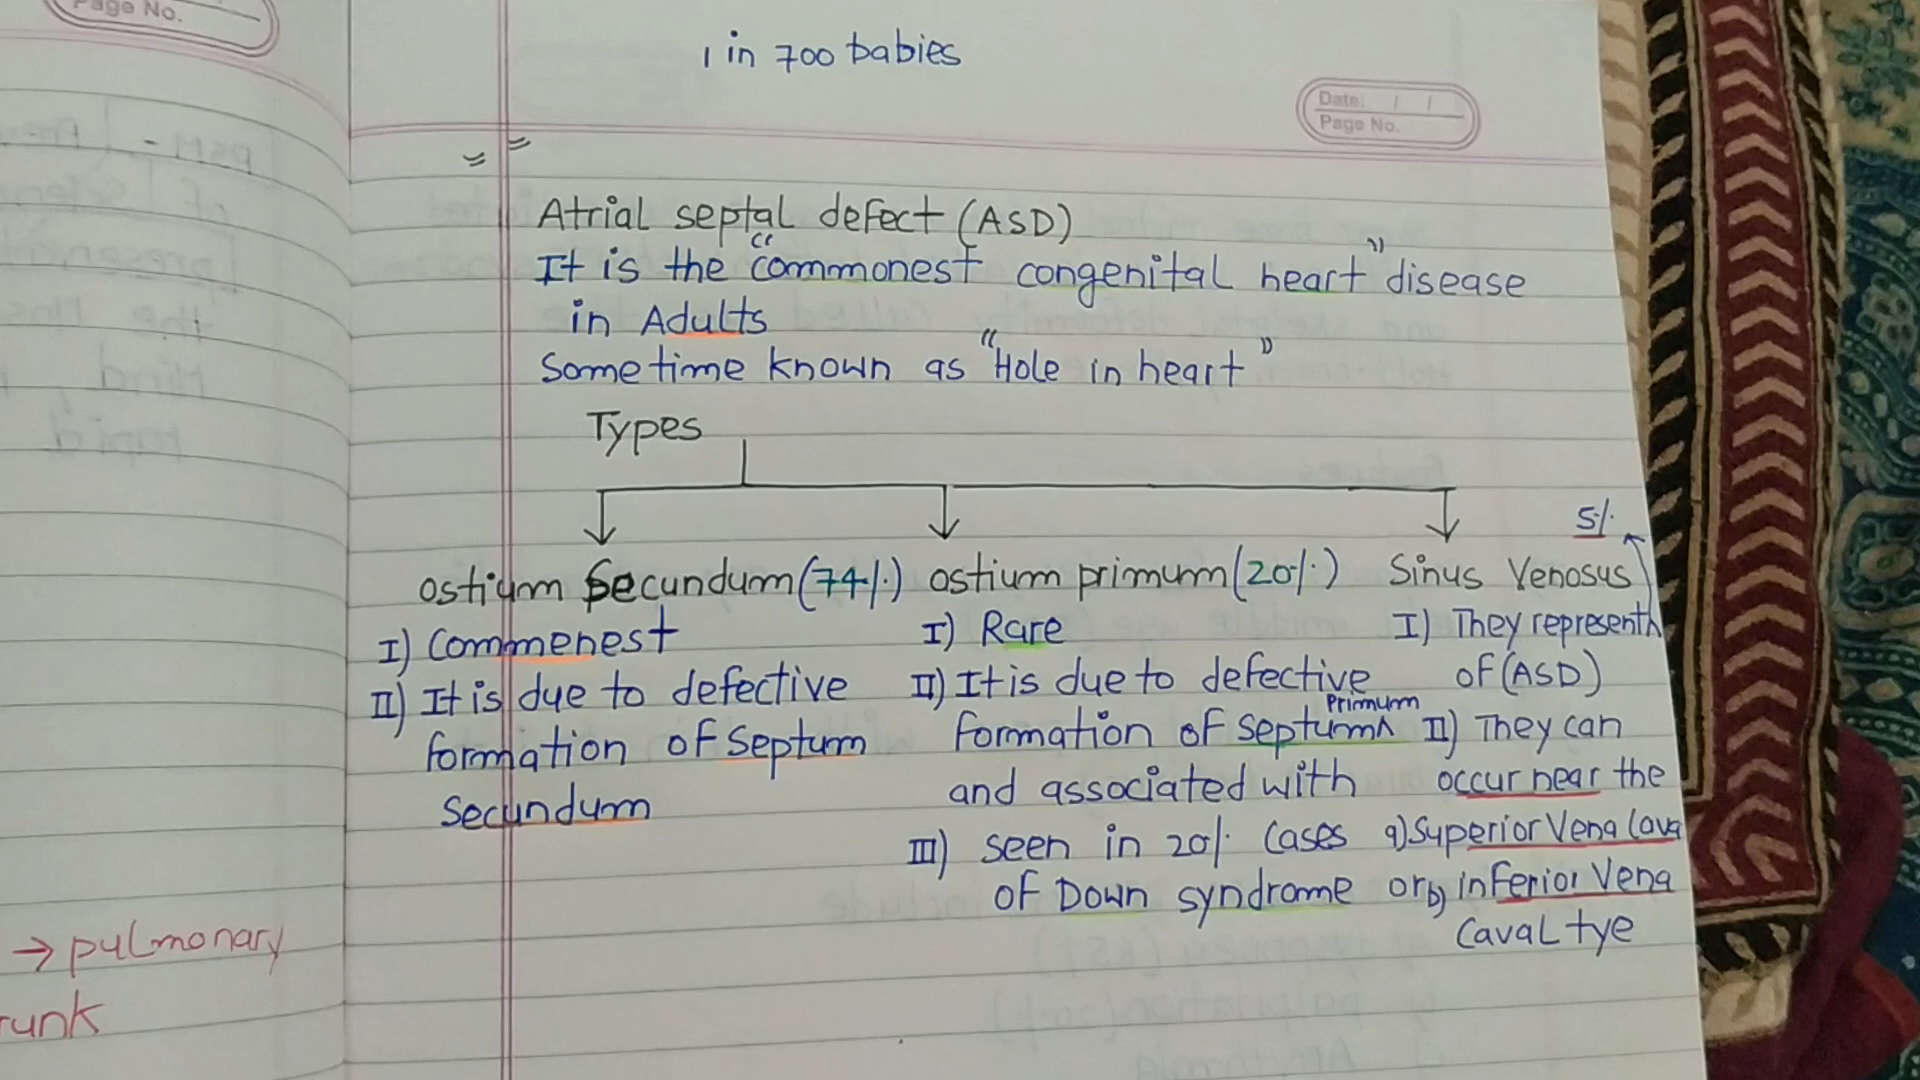 Page No.
1 in 700 babies
Date: / /
Page No.
Atrial septal defect (ASD)
It is the "commonest congenital heart" disease
in Adults
Sometime known as "Hole in heart"
Types
5%
ostium Secundum (74%)
I) Commenest
II) It is due to defective
formation of Septum
Secundum
ostium primum (20%)
I) Rare
II) It is due to defective
Primum
formation of septum^
and associated with
III) seen in 20% cases
of Down syndrome
Sinus Venosus
I) They represent
of (ASD)
II) They can
occur near the
a) Superior Vena Cava
or b) inferior Vena
Caval tye
→ pulmonary
runk